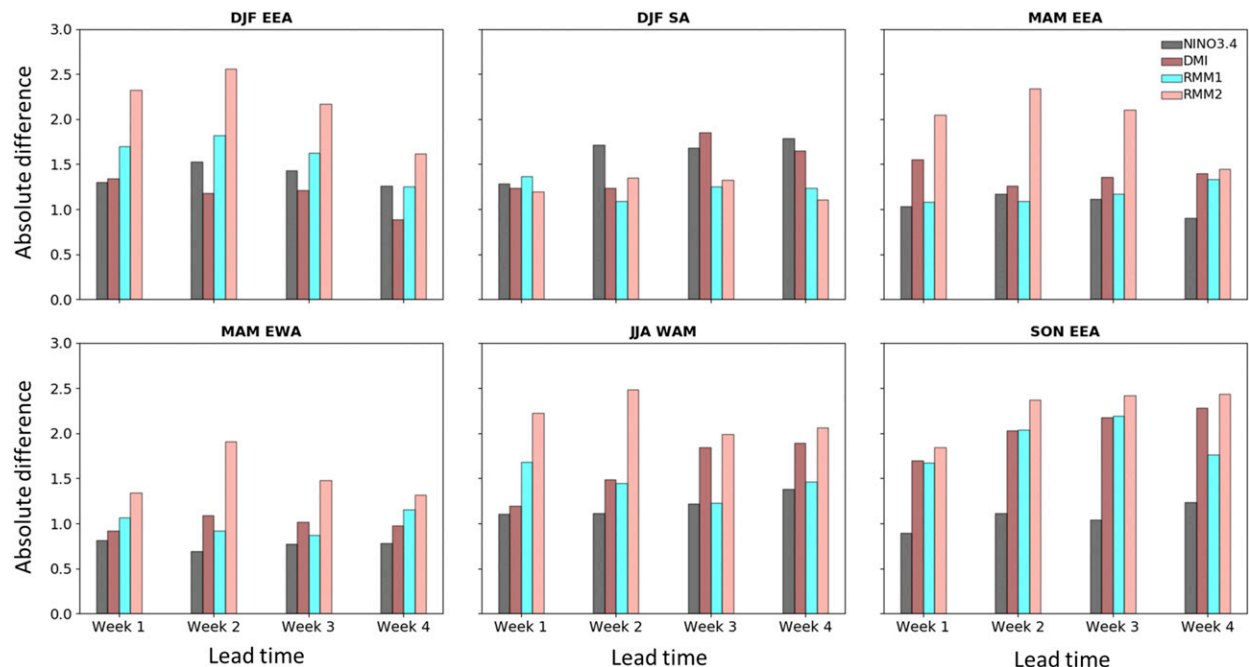 DJF EEA
DJF SA
MAM EEA
Absolute difference
3.0
2.5
2.0
1.5
1.0
0.5
0.0
NINO3.4
DMI
RMM1
RMM2
MAM EWA
JJA WAM
SON EEA
Absolute difference
3.0
2.5
2.0
1.5
1.0
0.5
0.0
Week 1 Week 2 Week 3 Week 4
Week 1 Week 2 Week 3 Week 4
Week 1 Week 2 Week 3 Week 4
Lead time
Lead time
Lead time